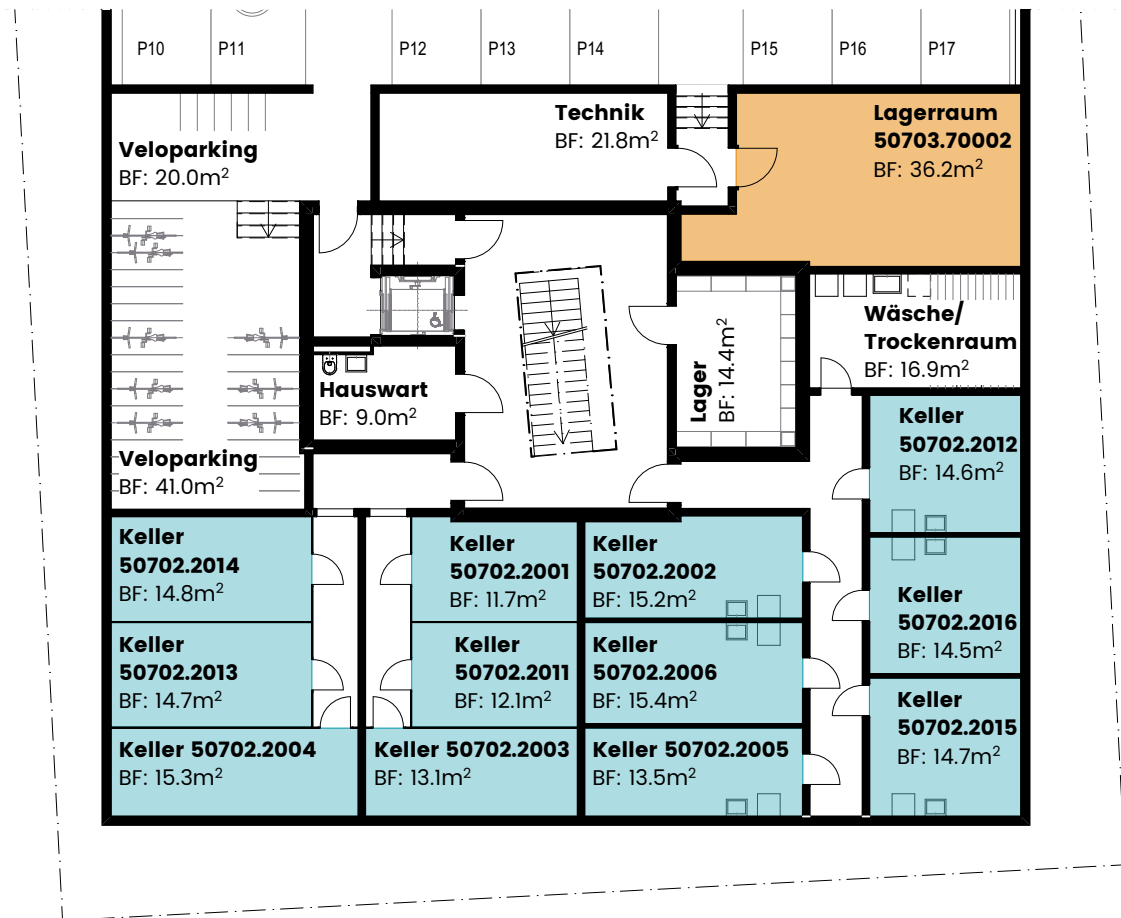 P10
P11
P12
P13
P14
P15
P16
P17
Technik
BF: 21.8m²
Lagerraum
50703.70002
BF: 36.2m²
Veloparking
BF: 20.0m²
Wäsche/
Trockenraum
BF: 16.9m²
Lager
BF: 14.4m²
Hauswart
BF: 9.0m²
Veloparking
BF: 41.0m²
Keller
50702.2012
BF: 14.6m²
Keller
50702.2014
BF: 14.8m²
Keller
50702.2001
BF: 11.7m²
Keller
50702.2002
BF: 15.2m²
Keller
50702.2016
BF: 14.5m²
Keller
50702.2013
BF: 14.7m²
Keller
50702.2011
BF: 12.1m²
Keller
50702.2006
BF: 15.4m²
Keller
50702.2015
BF: 14.7m²
Keller 50702.2004
BF: 15.3m²
Keller 50702.2003
BF: 13.1m²
Keller 50702.2005
BF: 13.5m²